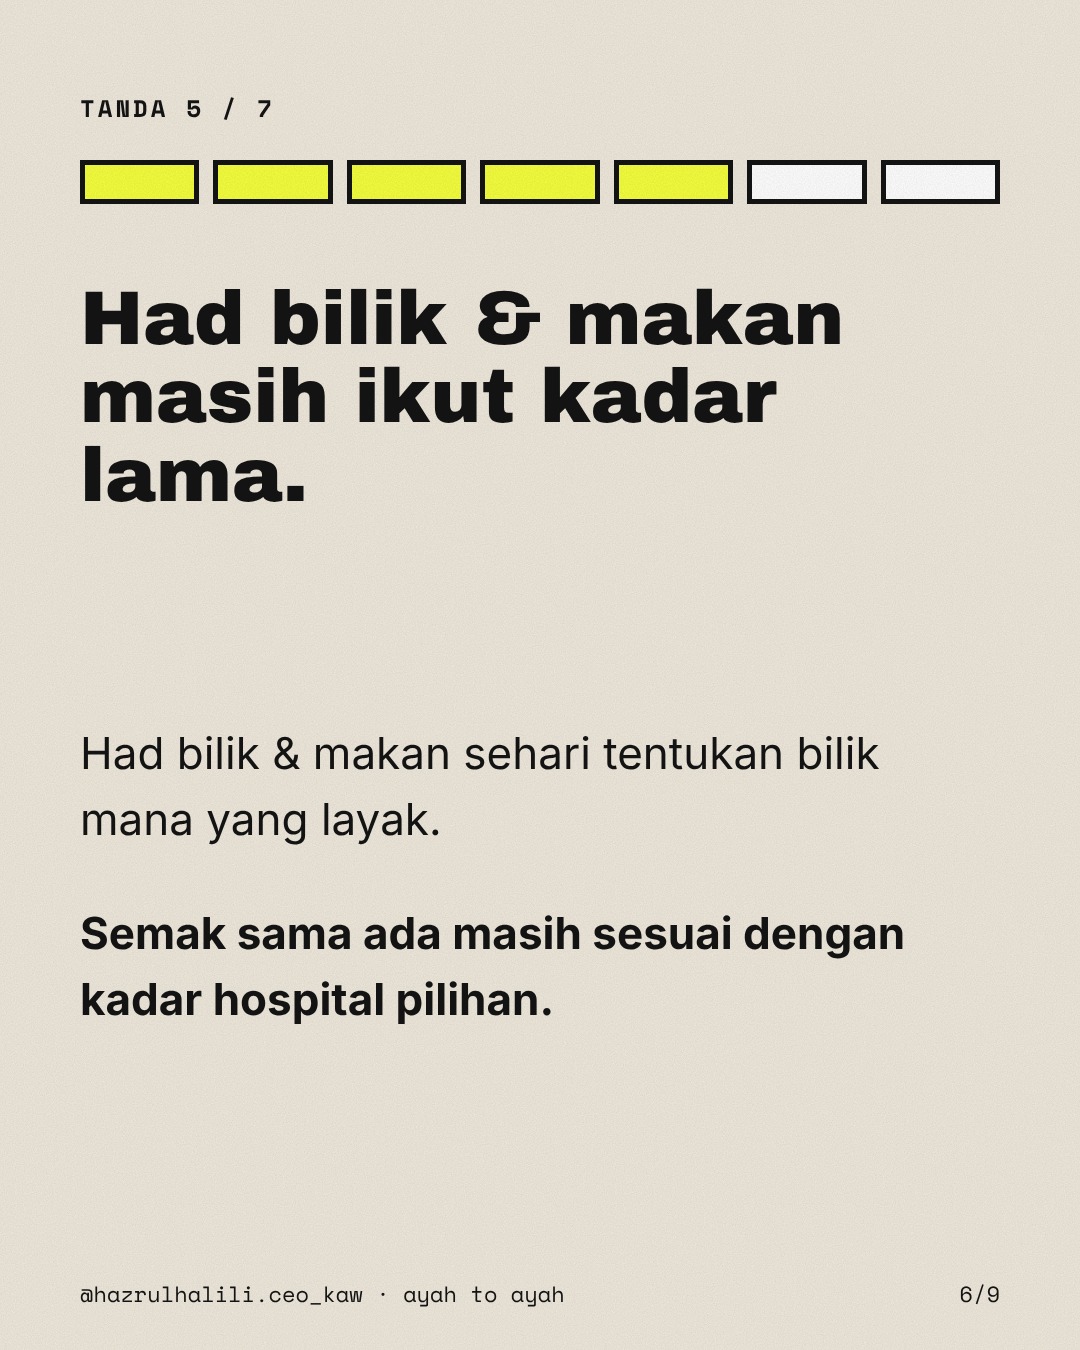 TANDA 5 / 7
Had bilik & makan
masih ikut kadar
lama.
Had bilik & makan sehari tentukan bilik
mana yang layak.
Semak sama ada masih sesuai dengan
kadar hospital pilihan.
@hazrulhalili.ceo_kaw · ayah to ayah
6/9